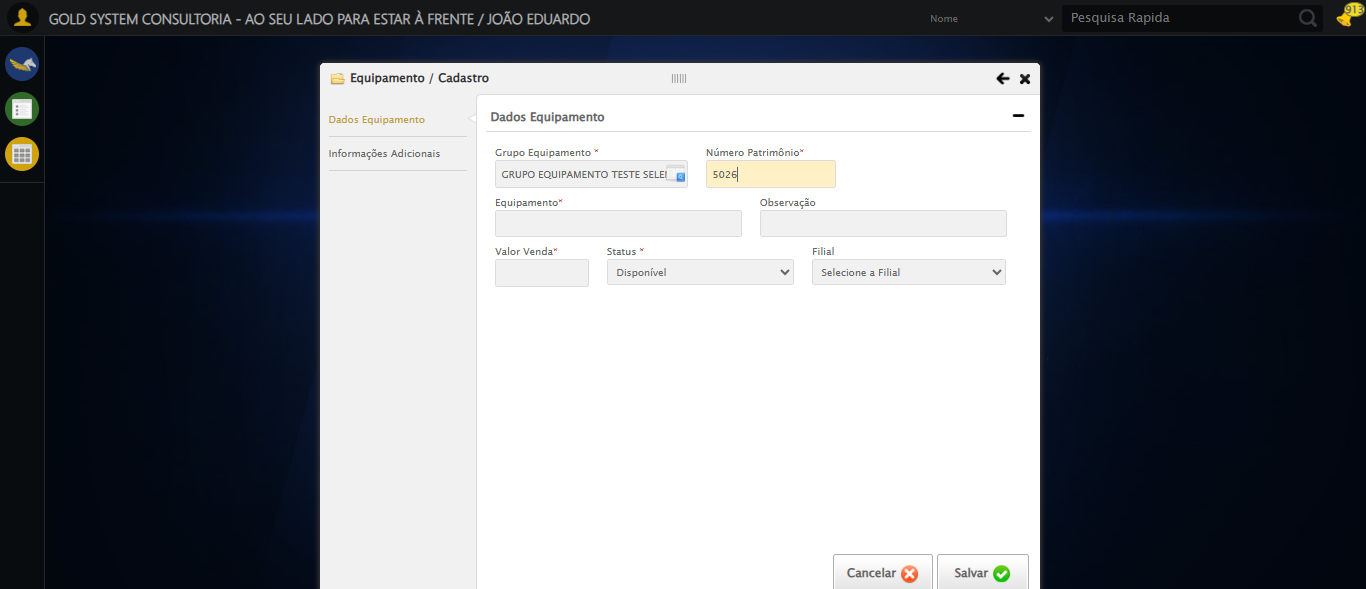 GOLD SYSTEM CONSULTORIA - AO SEU LADO PARA ESTAR À FRENTE / JOÃO EDUARDO
Nome
Pesquisa Rapida
913
Equipamento / Cadastro
Dados Equipamento
Informações Adicionais
Dados Equipamento
Grupo Equipamento * Número Patrimônio*
GRUPO EQUIPAMENTO TESTE 5026
Equipamento* Observação
Valor Venda* Status * Filial
Disponível Selecione a Filial
Cancelar Salvar